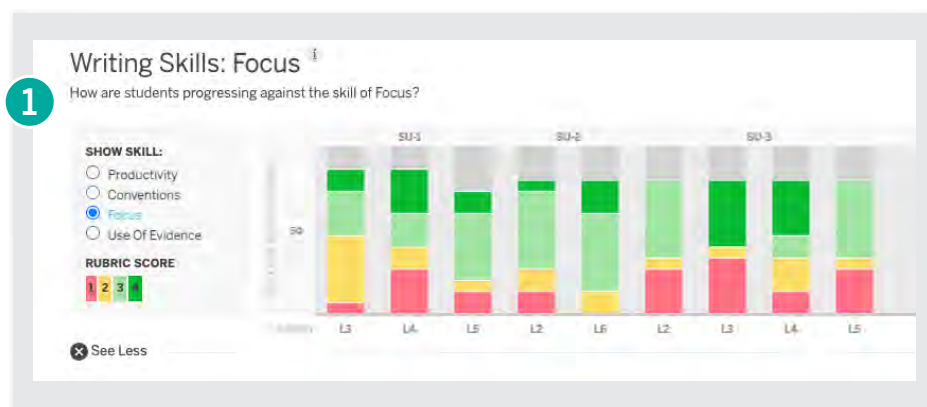 Writing Skills: Focus i
1
How are students progressing against the skill of Focus?
SU-1 SU-2 SU-3
SHOW SKILL:
Productivity
Conventions
Focus
Use Of Evidence
50
RUBRIC SCORE
1 2 3 4
L3 L4 L5 L2 L6 L2 L3 L4 L5
See Less